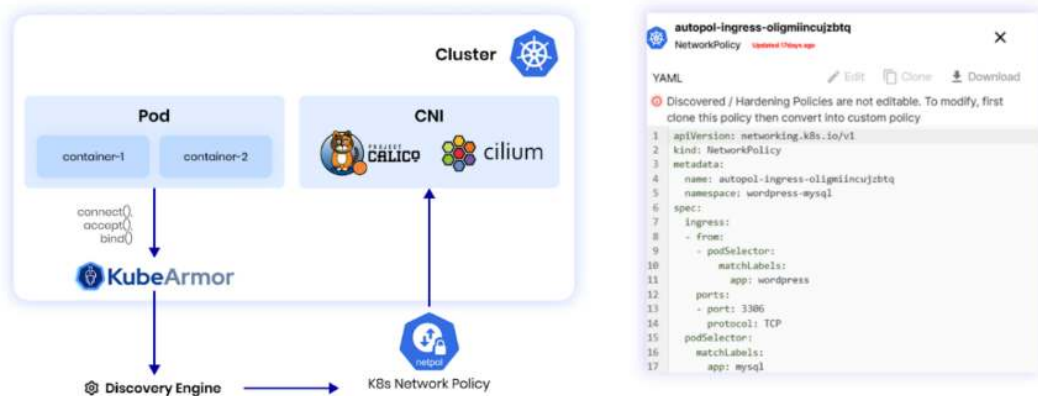 Cluster
Pod
container-1
container-2
CNI
PROJECT
CALICO
cilium
connect(),
accept(),
bind()
KubeArmor
Discovery Engine
netpol
K8s Network Policy
autopol-ingress-oligmiincujzbtq
NetworkPolicy Updated 17days ago
YAML Edit Clone Download
Discovered / Hardening Policies are not editable. To modify, first
clone this policy then convert into custom policy
1 apiVersion: networking.k8s.io/v1
2 kind: NetworkPolicy
3 metadata:
4 name: autopol-ingress-oligmiincujzbtq
5 namespace: wordpress-mysql
6 spec:
7 ingress:
8 - from:
9 - podSelector:
10 matchLabels:
11 app: wordpress
12 ports:
13 - port: 3306
14 protocol: TCP
15 podSelector:
16 matchLabels:
17 app: mysql